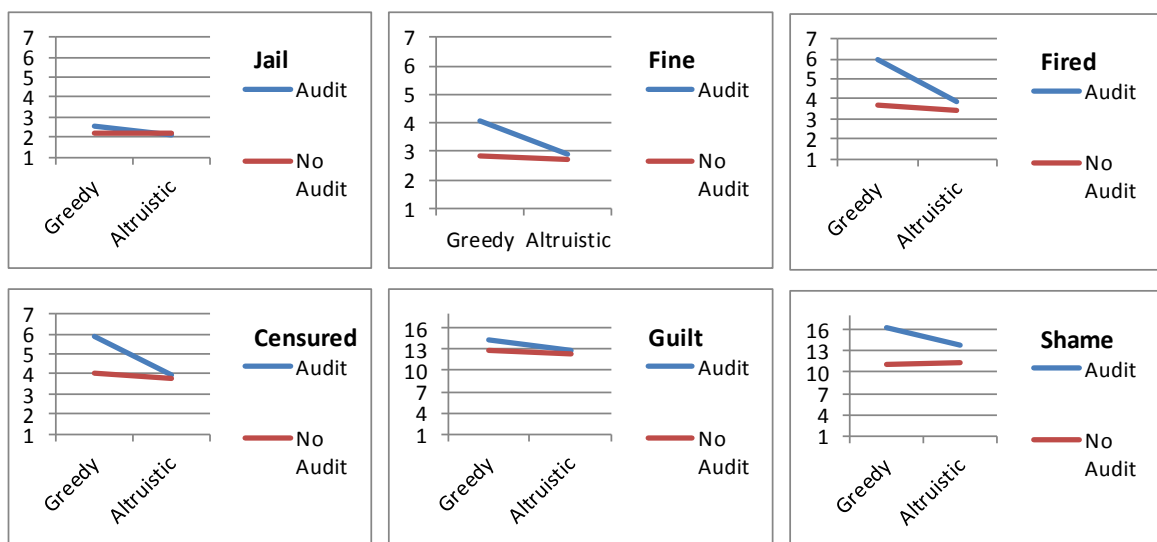 7
6
5
4
3
2
1
Greedy
Altruistic
Jail
Audit
No
Audit
7
6
5
4
3
2
1
Greedy Altruistic
Fine
Audit
No
Audit
7
6
5
4
3
2
1
Greedy
Altruistic
Fired
Audit
No
Audit
7
6
5
4
3
2
1
Greedy
Altruistic
Censured
Audit
No
Audit
16
13
10
7
4
1
Greedy
Altruistic
Guilt
Audit
No
Audit
16
13
10
7
4
1
Greedy
Altruistic
Shame
Audit
No
Audit